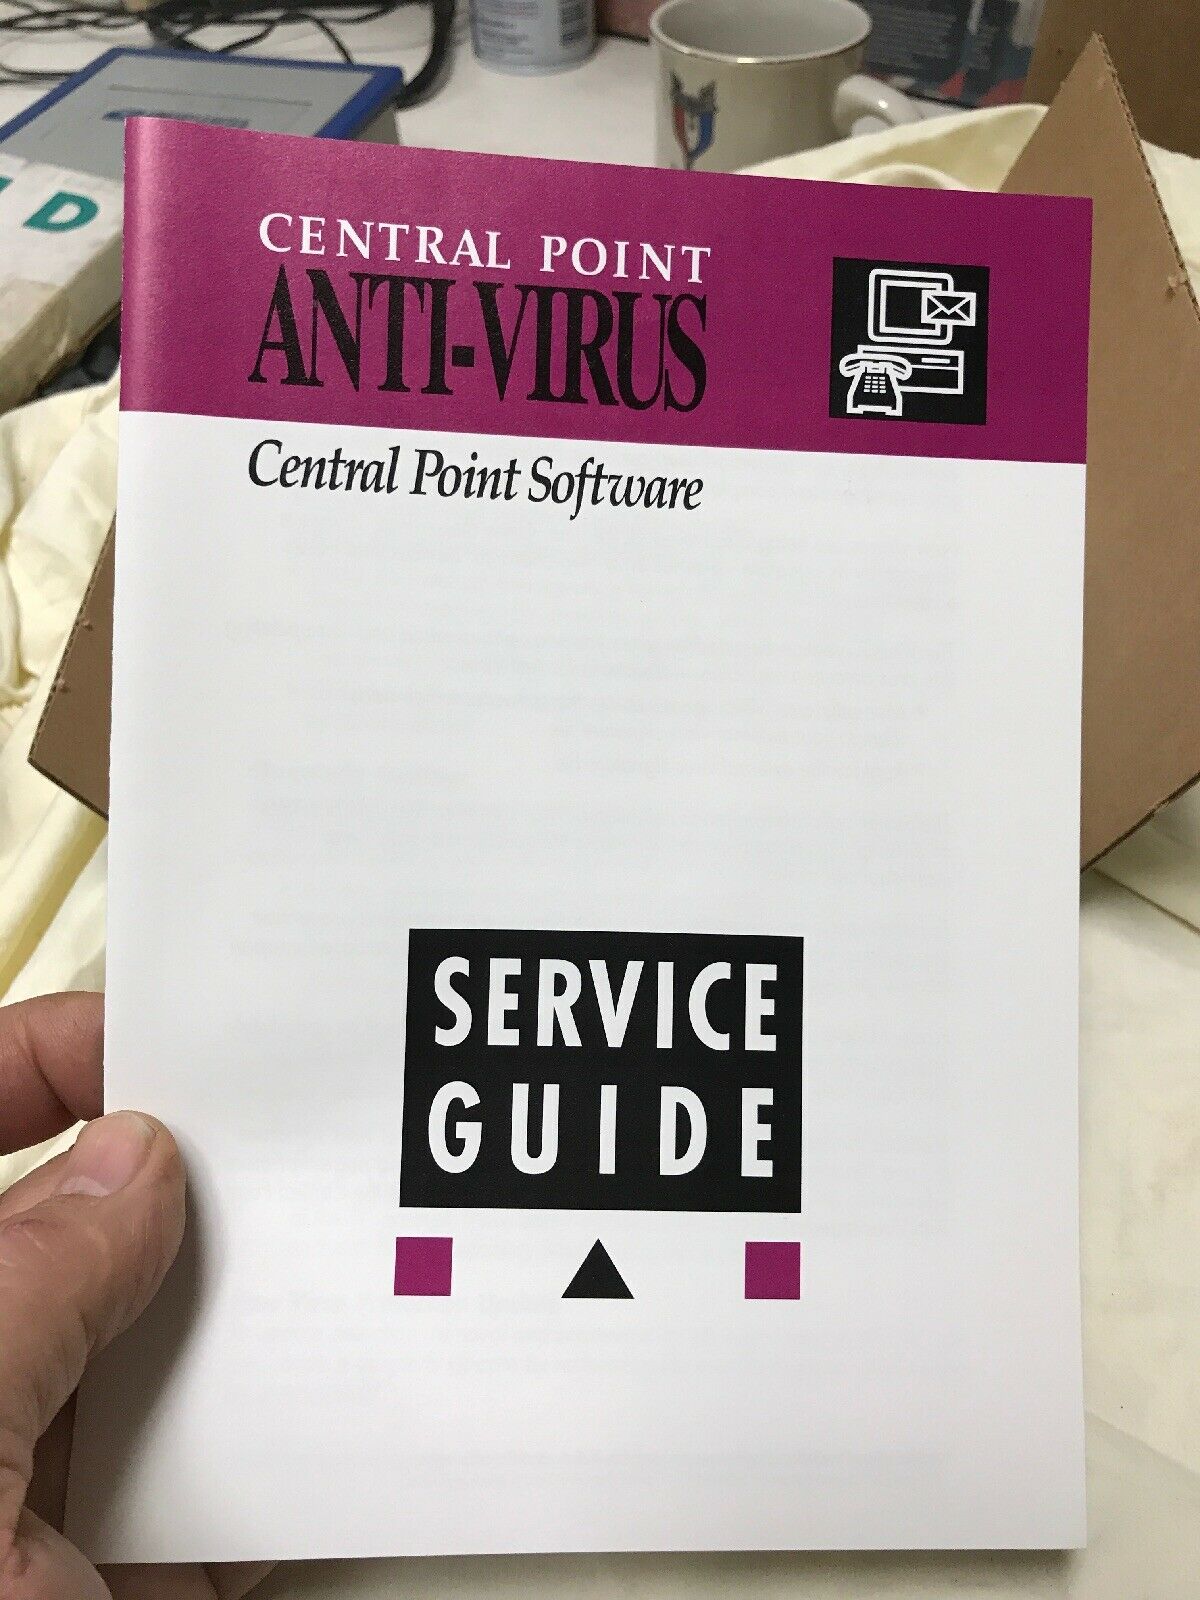 CENTRAL POINT
ANTI-VIRUS
Central Point Software
SERVICE
GUIDE
D